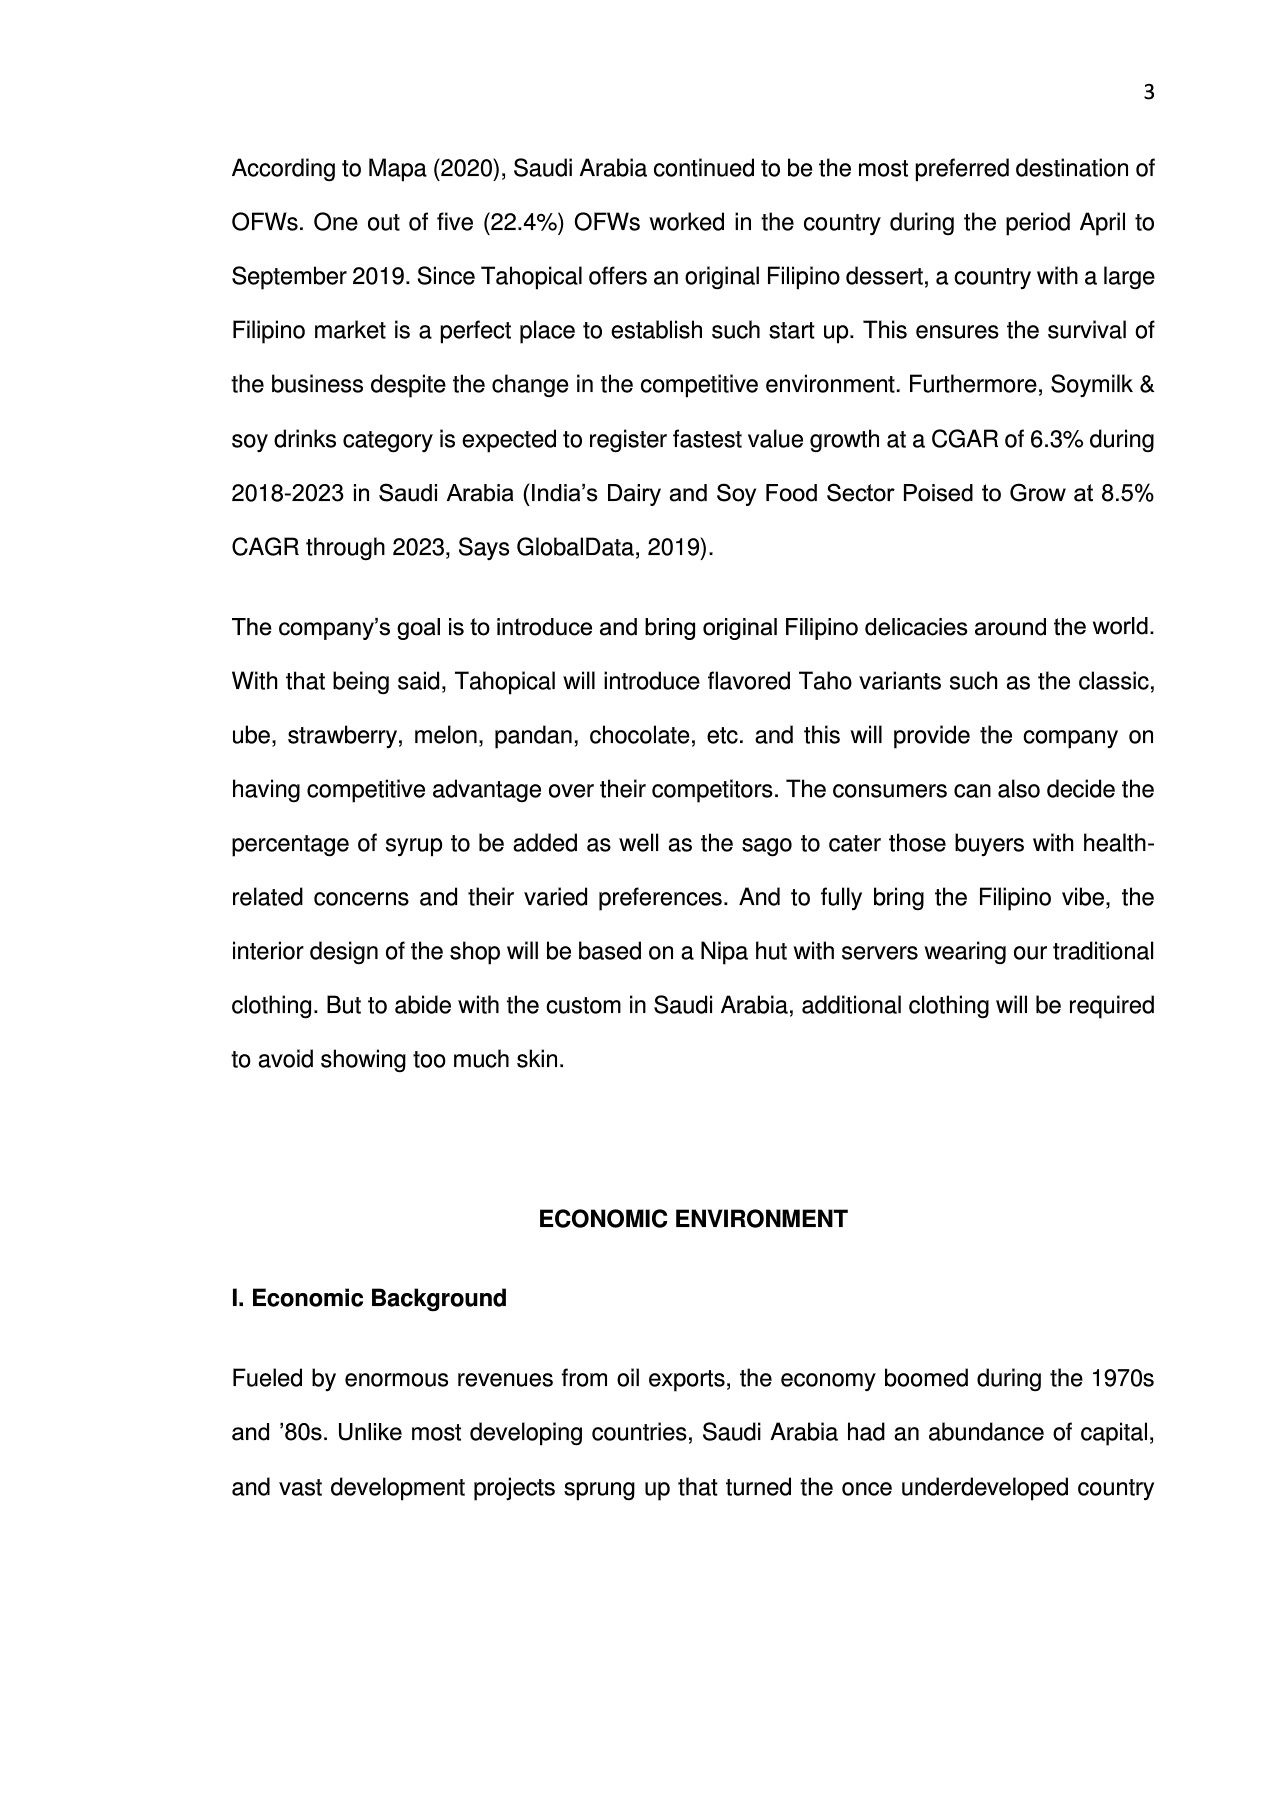 3
According to Mapa (2020), Saudi Arabia continued to be the most preferred destination of
OFWs. One out of five (22.4%) OFWs worked in the country during the period April to
September 2019. Since Tahopical offers an original Filipino dessert, a country with a large
Filipino market is a perfect place to establish such start up. This ensures the survival of
the business despite the change in the competitive environment. Furthermore, Soymilk &
soy drinks category is expected to register fastest value growth at a CGAR of 6.3% during
2018-2023 in Saudi Arabia (India’s Dairy and Soy Food Sector Poised to Grow at 8.5%
CAGR through 2023, Says GlobalData, 2019).
The company’s goal is to introduce and bring original Filipino delicacies around the world.
With that being said, Tahopical will introduce flavored Taho variants such as the classic,
ube, strawberry, melon, pandan, chocolate, etc. and this will provide the company on
having competitive advantage over their competitors. The consumers can also decide the
percentage of syrup to be added as well as the sago to cater those buyers with health-
related concerns and their varied preferences. And to fully bring the Filipino vibe, the
interior design of the shop will be based on a Nipa hut with servers wearing our traditional
clothing. But to abide with the custom in Saudi Arabia, additional clothing will be required
to avoid showing too much skin.
ECONOMIC ENVIRONMENT
I. Economic Background
Fueled by enormous revenues from oil exports, the economy boomed during the 1970s
and ’80s. Unlike most developing countries, Saudi Arabia had an abundance of capital,
and vast development projects sprung up that turned the once underdeveloped country